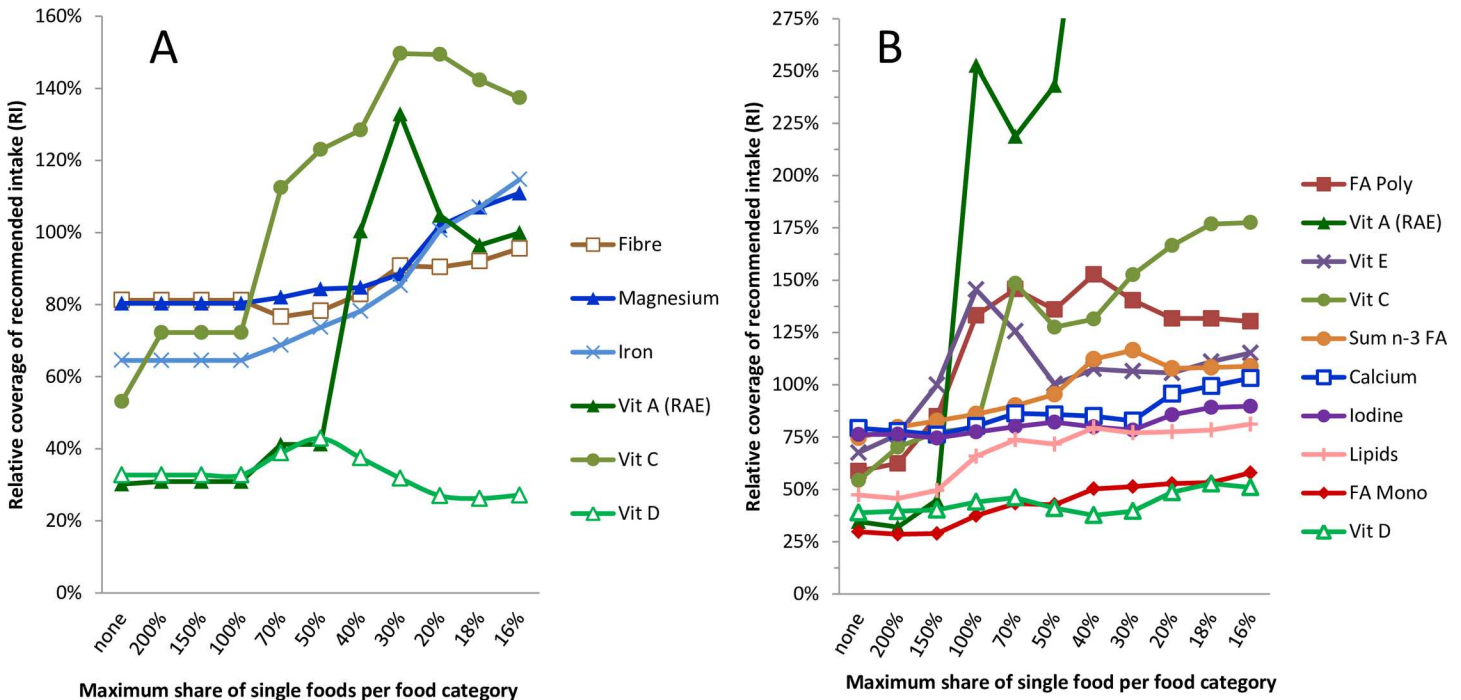 A
Relative coverage of recommended intake (RI)
160%
140%
120%
100%
80%
60%
40%
20%
0%
none
200%
150%
100%
70%
50%
40%
30%
20%
18%
16%
Maximum share of single foods per food category
Fibre
Magnesium
Iron
Vit A (RAE)
Vit C
Vit D
B
Relative coverage of recommended intake (RI)
275%
250%
225%
200%
175%
150%
125%
100%
75%
50%
25%
0%
none
200%
150%
100%
70%
50%
40%
30%
20%
18%
16%
Maximum share of single food per food category
FA Poly
Vit A (RAE)
Vit E
Vit C
Sum n-3 FA
Calcium
Iodine
Lipids
FA Mono
Vit D